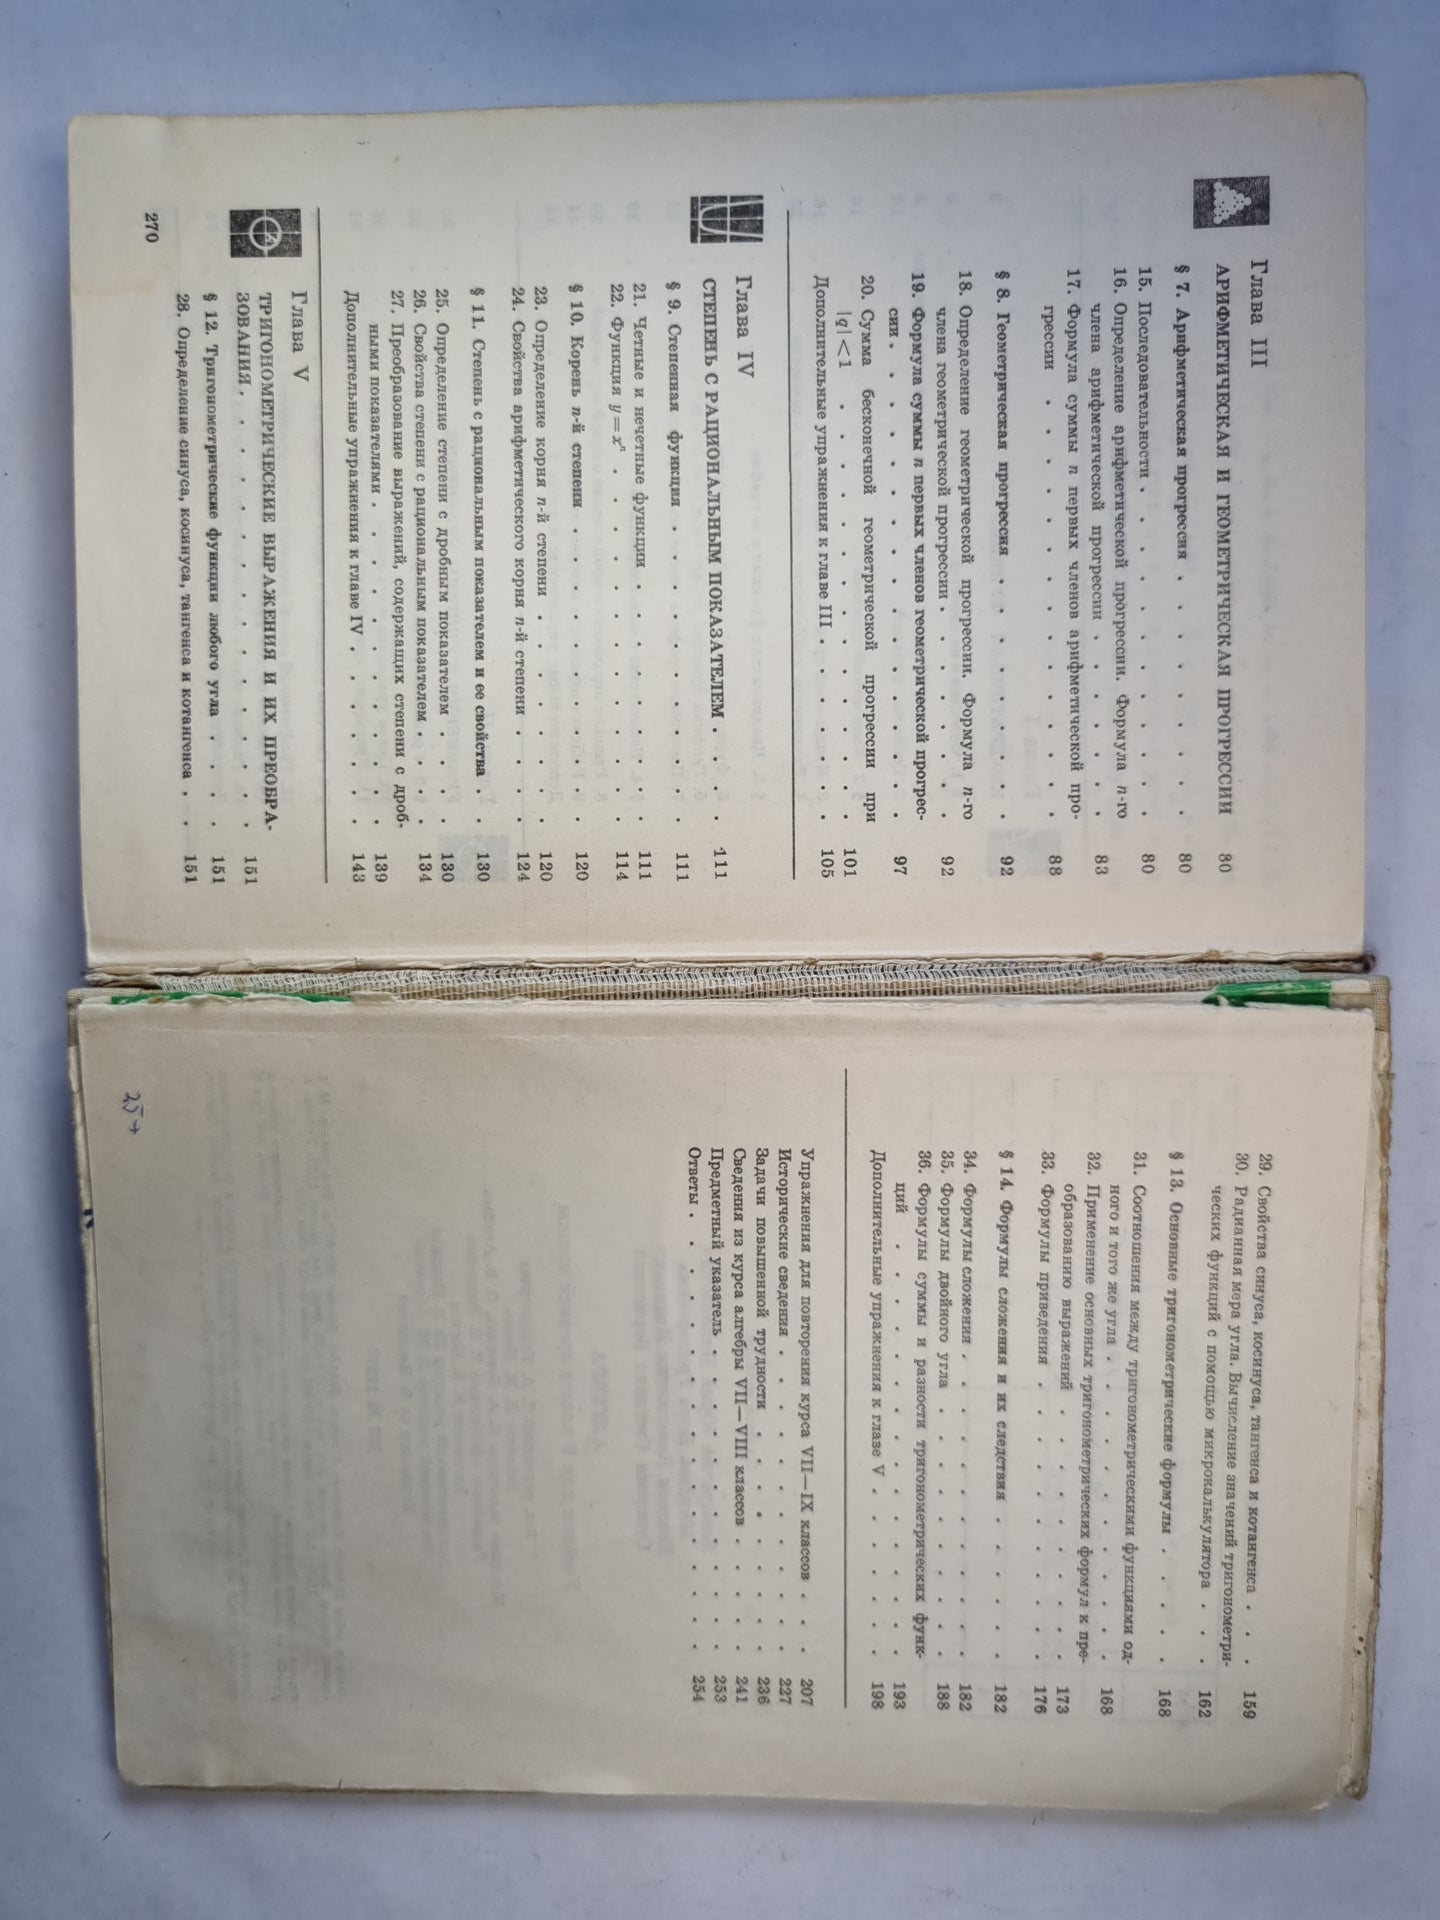 Глава III
АРИФМЕТИЧЕСКАЯ И ГЕОМЕТРИЧЕСКАЯ ПРОГРЕССИИ 80
§ 7. Арифметическая прогрессия . . . . . . . . 80
15. Последовательности . . . . . . . . . . 80
16. Определение арифметической прогрессии. Формула n-го
члена арифметической прогрессии . . . . . . 83
17. Формула суммы n первых членов арифметической про-
грессии . . . . . . . . . . . . . 88
§ 8. Геометрическая прогрессия . . . . . . . . 92
18. Определение геометрической прогрессии. Формула n-го
члена геометрической прогрессии . . . . . . 92
19. Формула суммы n первых членов геометрической прогрес-
сии . . . . . . . . . . . . . . 97
20. Сумма бесконечной геометрической прогрессии при
|q|<1 . . . . . . . . . . . . . 101
Дополнительные упражнения к главе III . . . . . 105
Глава IV
СТЕПЕНЬ С РАЦИОНАЛЬНЫМ ПОКАЗАТЕЛЕМ . . . . 111
§ 9. Степенная функция . . . . . . . . . . 111
21. Четные и нечетные функции . . . . . . . . 111
22. Функция y=xⁿ . . . . . . . . . . . 114
§ 10. Корень n-й степени . . . . . . . . . . 120
23. Определение корня n-й степени . . . . . . . 120
24. Свойства арифметического корня n-й степени . . . . 124
§ 11. Степень с рациональным показателем и ее свойства . . 130
25. Определение степени с дробным показателем . . . . 130
26. Свойства степени с рациональным показателем . . . . 134
27. Преобразование выражений, содержащих степени с дроб-
ными показателями . . . . . . . . . . . 139
Дополнительные упражнения к главе IV . . . . . . 143
Глава V
ТРИГОНОМЕТРИЧЕСКИЕ ВЫРАЖЕНИЯ И ИХ ПРЕОБРА-
ЗОВАНИЯ . . . . . . . . . . . . . . . 151
§ 12. Тригонометрические функции любого угла . . . . 151
28. Определение синуса, косинуса, тангенса и котангенса . . 151
270
29. Свойства синуса, косинуса, тангенса и котангенса . . . 159
30. Радианная мера угла. Вычисление значений тригонометри-
ческих функций с помощью микрокалькулятора . . . 162
§ 13. Основные тригонометрические формулы . . . . . 168
31. Соотношения между тригонометрическими функциями од-
ного и того же угла . . . . . . . . . . . 168
32. Применение основных тригонометрических формул к пре-
образованию выражений . . . . . . . . . . 173
33. Формулы приведения . . . . . . . . . . . 176
§ 14. Формулы сложения и их следствия . . . . . . 182
34. Формулы сложения . . . . . . . . . . . 182
35. Формулы двойного угла . . . . . . . . . . 188
36. Формулы суммы и разности тригонометрических функ-
ций . . . . . . . . . . . . . . . . 193
Дополнительные упражнения к главе V . . . . . . 198
Упражнения для повторения курса VII—IX классов . . . 207
Исторические сведения . . . . . . . . . . . . 227
Задачи повышенной трудности . . . . . . . . . 236
Сведения из курса алгебры VII—VIII классов . . . . . 241
Предметный указатель . . . . . . . . . . . . 253
Ответы . . . . . . . . . . . . . . . . . 254